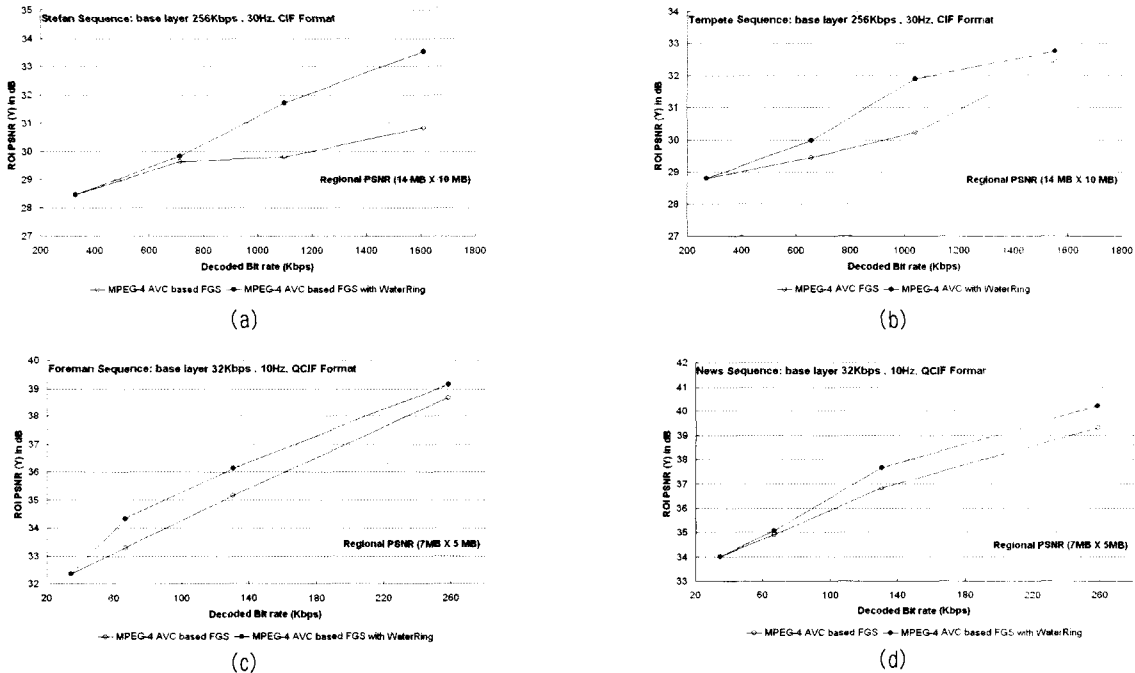 Stefan Sequence: base layer 256Kbps , 30Hz, CIF Format
35
34
33
32
31
30
29
28
27
ROI PSNR (Y) in dB
Regional PSNR (14 MB X 10 MB)
200 400 600 800 1000 1200 1400 1600 1800
Decoded Bit rate (Kbps)
MPEG-4 AVC based FGS MPEG-4 AVC based FGS with WaterRing
(a)
Tempete Sequence: base layer 256Kbps , 30Hz, CIF Format
34
33
32
31
30
29
28
27
ROI PSNR (Y) in dB
Regional PSNR (14 MB X 10 MB)
200 400 600 800 1000 1200 1400 1600 1800
Decoded Bit rate (Kbps)
MPEG-4 AVC FGS MPEG-4 AVC with WaterRing
(b)
Foreman Sequence: base layer 32Kbps , 10Hz, QCIF Format
40
39
38
37
36
35
34
33
32
ROI PSNR (Y) in dB
Regional PSNR (7MB X 5 MB)
20 60 100 140 180 220 260
Decoded Bit rate (Kbps)
MPEG-4 AVC based FGS MPEG-4 AVC based FGS with WaterRing
(c)
News Sequence: base layer 32Kbps , 10Hz, QCIF Format
42
41
40
39
38
37
36
35
34
33
ROI PSNR (Y) in dB
Regional PSNR (7MB X 5MB)
20 60 100 140 180 220 260
Decoded Bit rate (Kbps)
MPEG-4 AVC based FGS MPEG-4 AVC based FGS with WaterRing
(d)